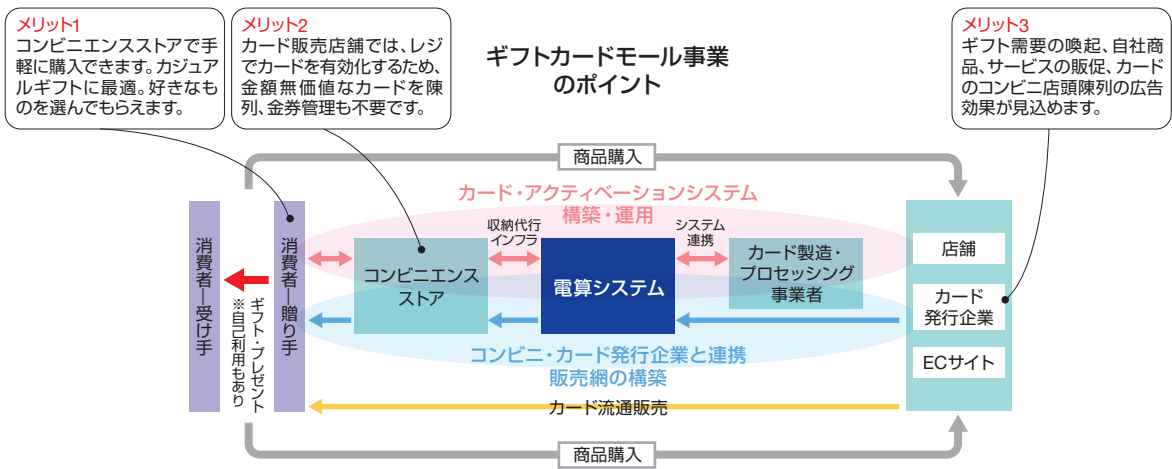 メリット1
コンビニエンスストアで手
軽に購入できます。カジュア
ルギフトに最適。好きなも
のを選んでもらえます。
メリット2
カード販売店舗では、レジ
でカードを有効化するため、
金額無価値なカードを陳
列、金券管理も不要です。
ギフトカードモール事業
のポイント
メリット3
ギフト需要の喚起、自社商
品、サービスの販促、カード
のコンビニ店頭陳列の広告
効果が見込めます。
商品購入
カード・アクティベーションシステム
構築・運用
消費者―受け手
ギフト・プレゼント
※自己利用もあり
消費者―贈り手
コンビニエンス
ストア
収納代行
インフラ
電算システム
システム
連携
カード製造・
プロセッシング
事業者
店舗
カード
発行企業
ECサイト
コンビニ・カード発行企業と連携
販売網の構築
カード流通販売
商品購入